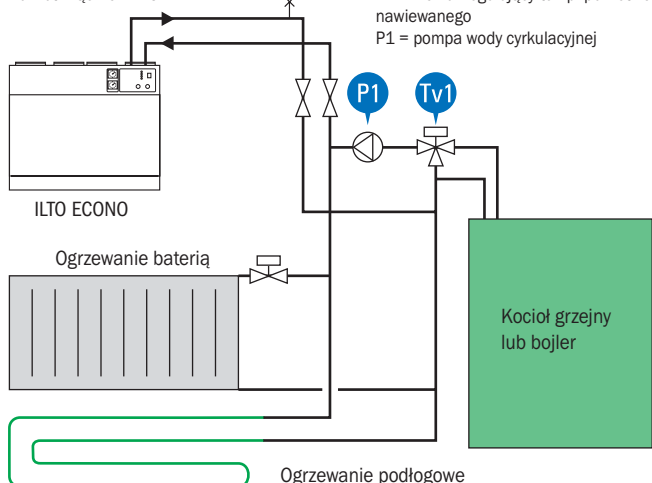 nawiewanego
P1 = pompa wody cyrkulacyjnej
P1
Tv1
ILTO ECONO
Ogrzewanie baterią
Kocioł grzejny
lub bojler
Ogrzewanie podłogowe